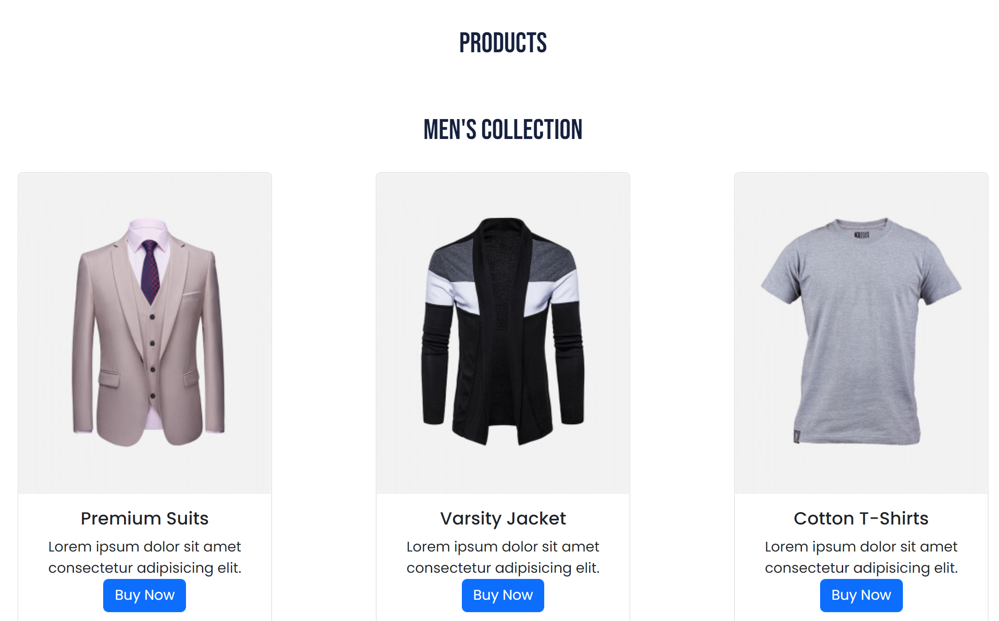 PRODUCTS
MEN'S COLLECTION
Premium Suits
Lorem ipsum dolor sit amet
consectetur adipisicing elit.
Buy Now
Varsity Jacket
Lorem ipsum dolor sit amet
consectetur adipisicing elit.
Buy Now
Cotton T-Shirts
Lorem ipsum dolor sit amet
consectetur adipisicing elit.
Buy Now